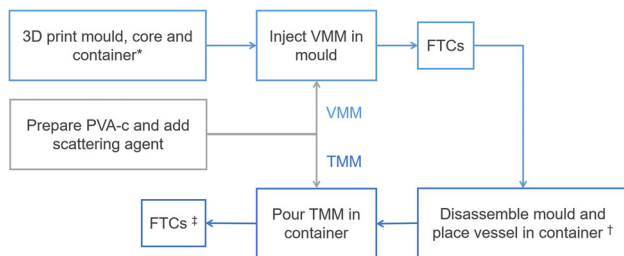 3D print mould, core and
container*
Inject VMM in
mould
FTCs
Prepare PVA-c and add
scattering agent
VMM
TMM
FTCs ‡
Pour TMM in
container
Disassemble mould and
place vessel in container †